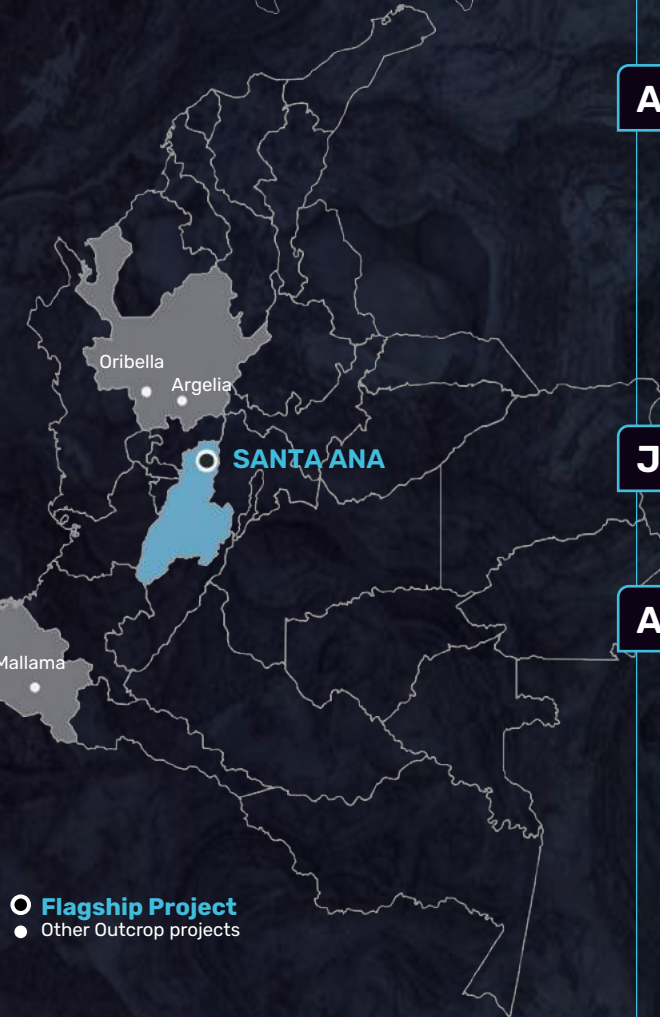 A
Oribella
Argelia
SANTA ANA
J
A
Mallama
Flagship Project
Other Outcrop projects